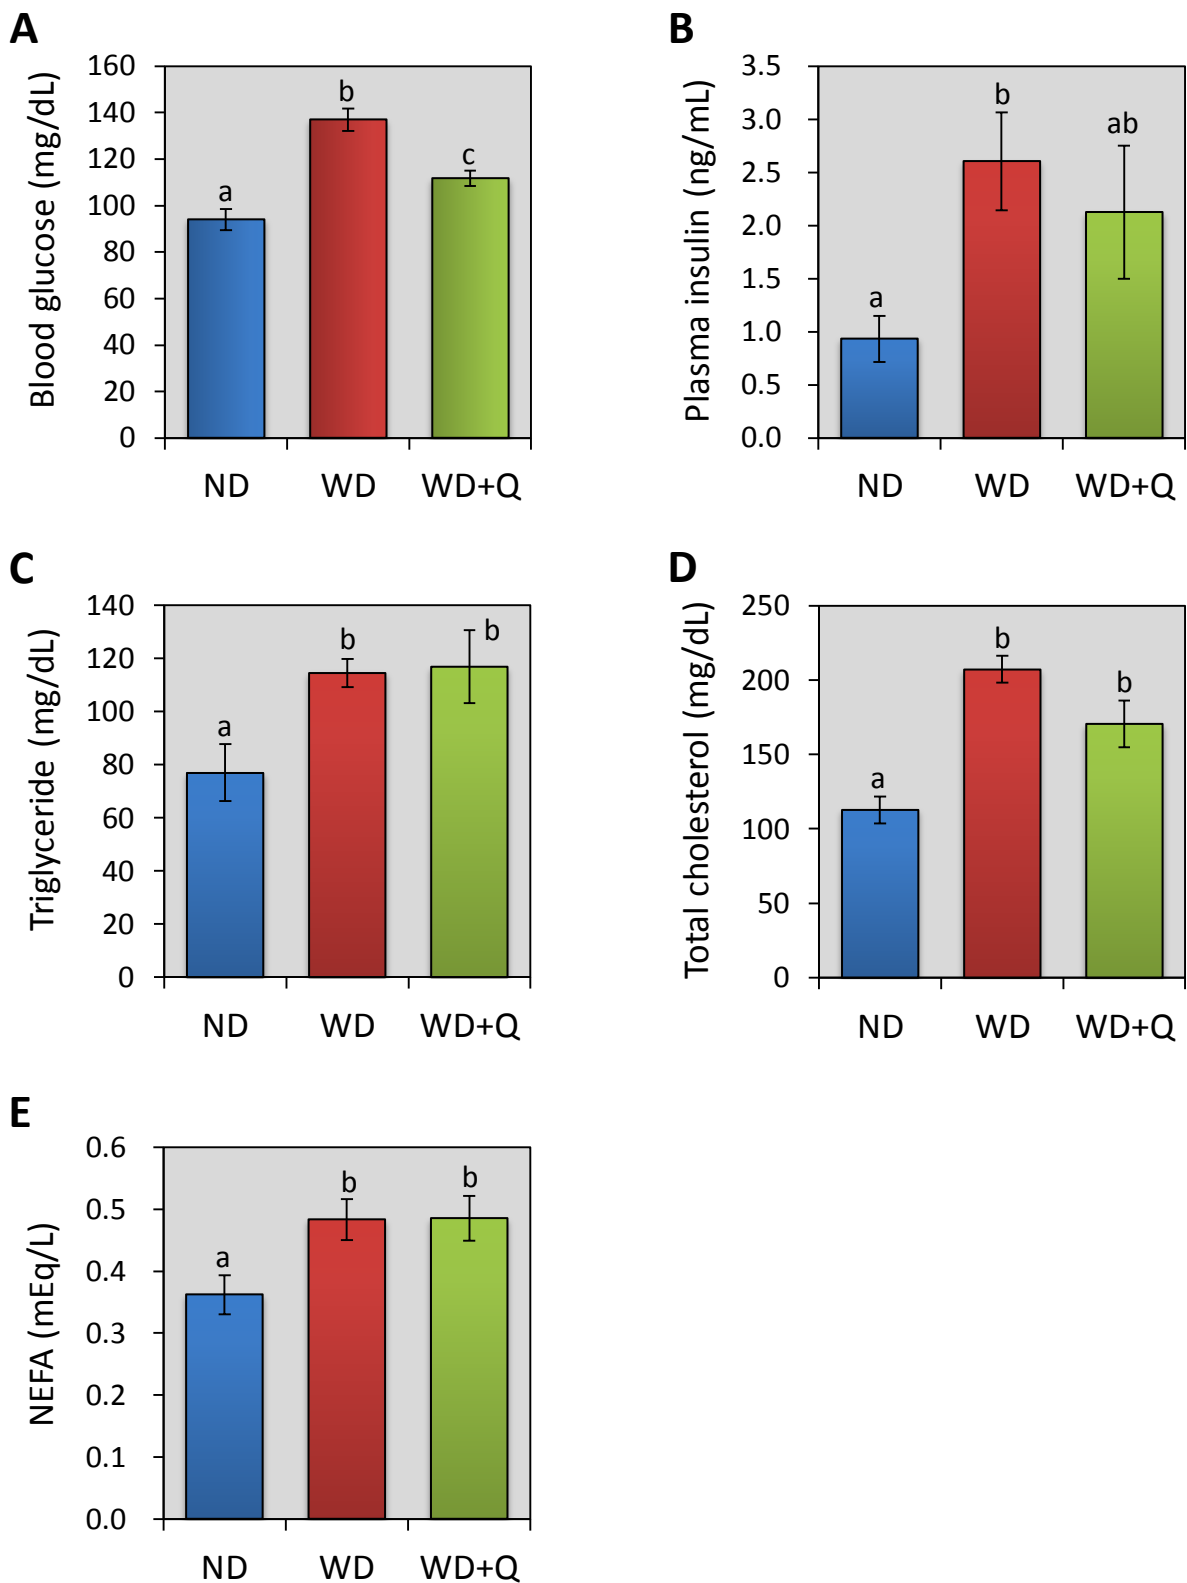 A
Blood glucose (mg/dL)
160
140
120
100
80
60
40
20
0
a
b
c
ND WD WD+Q
B
Plasma insulin (ng/mL)
3.5
3.0
2.5
2.0
1.5
1.0
0.5
0.0
a
b
ab
ND WD WD+Q
C
Triglyceride (mg/dL)
140
120
100
80
60
40
20
0
a
b
b
ND WD WD+Q
D
Total cholesterol (mg/dL)
250
200
150
100
50
0
a
b
b
ND WD WD+Q
E
NEFA (mEq/L)
0.6
0.5
0.4
0.3
0.2
0.1
0.0
a
b
b
ND WD WD+Q